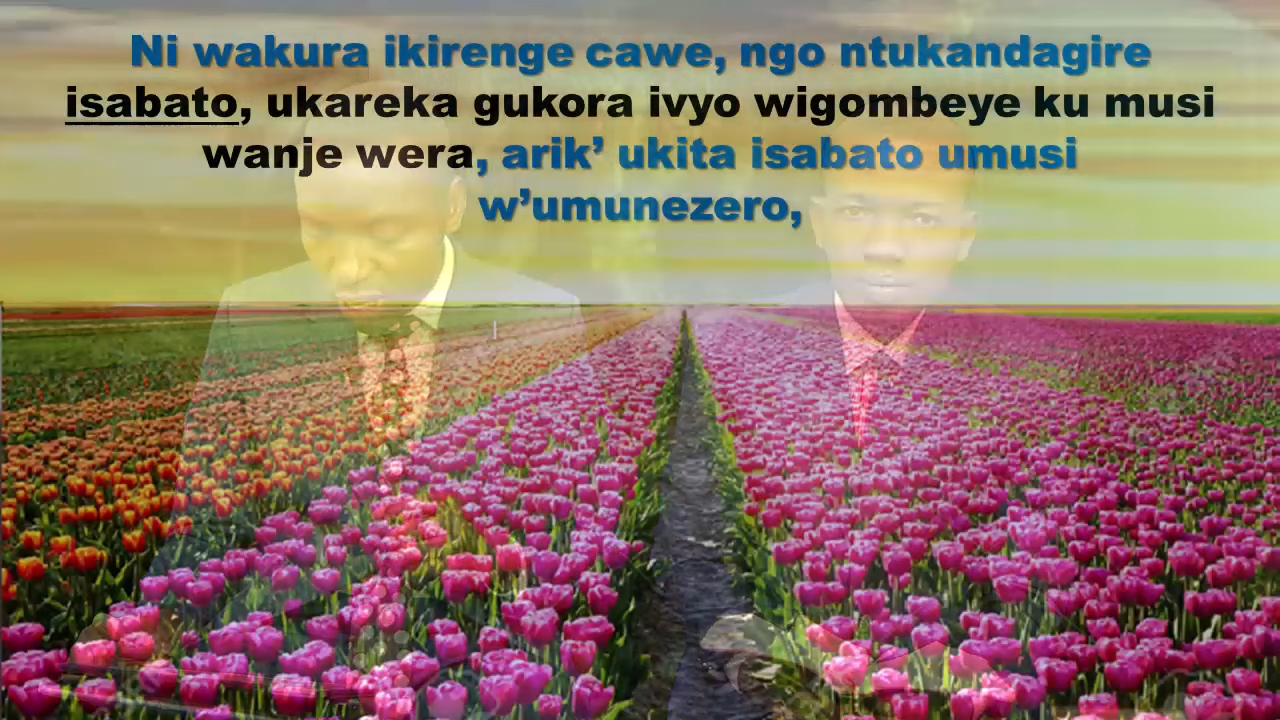 Ni wakura ikirenge cawe, ngo ntukandagire
isabato, ukareka gukora ivyo wigombeye ku musi
wanje wera, arik’ ukita isabato umusi
w’umunezero,